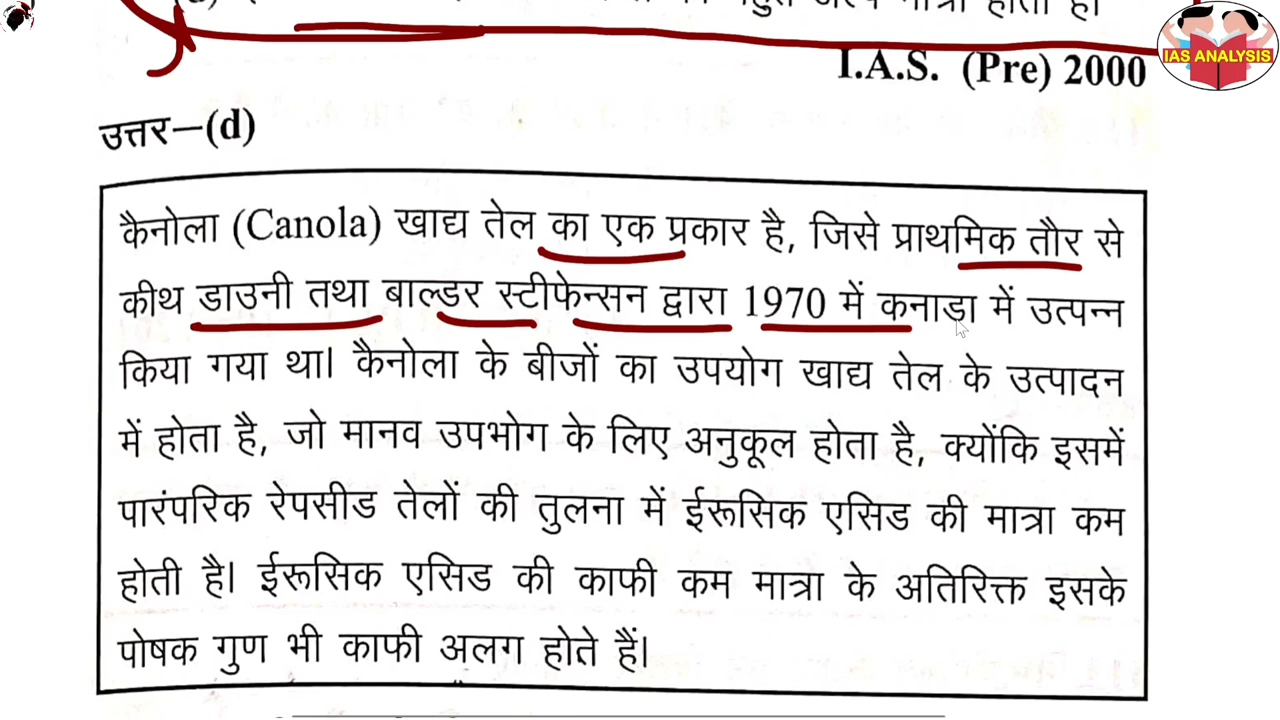 मात्रा होती है।
I.A.S. (Pre) 2000
IAS ANALYSIS
उत्तर–(d)
कैनोला (Canola) खाद्य तेल का एक प्रकार है, जिसे प्राथमिक तौर से
कीथ डाउनी तथा बाल्डर स्टीफेन्सन द्वारा 1970 में कनाडा में उत्पन्न
किया गया था। कैनोला के बीजों का उपयोग खाद्य तेल के उत्पादन
में होता है, जो मानव उपभोग के लिए अनुकूल होता है, क्योंकि इसमें
पारंपरिक रेपसीड तेलों की तुलना में ईरूसिक एसिड की मात्रा कम
होती है। ईरूसिक एसिड की काफी कम मात्रा के अतिरिक्त इसके
पोषक गुण भी काफी अलग होते हैं।